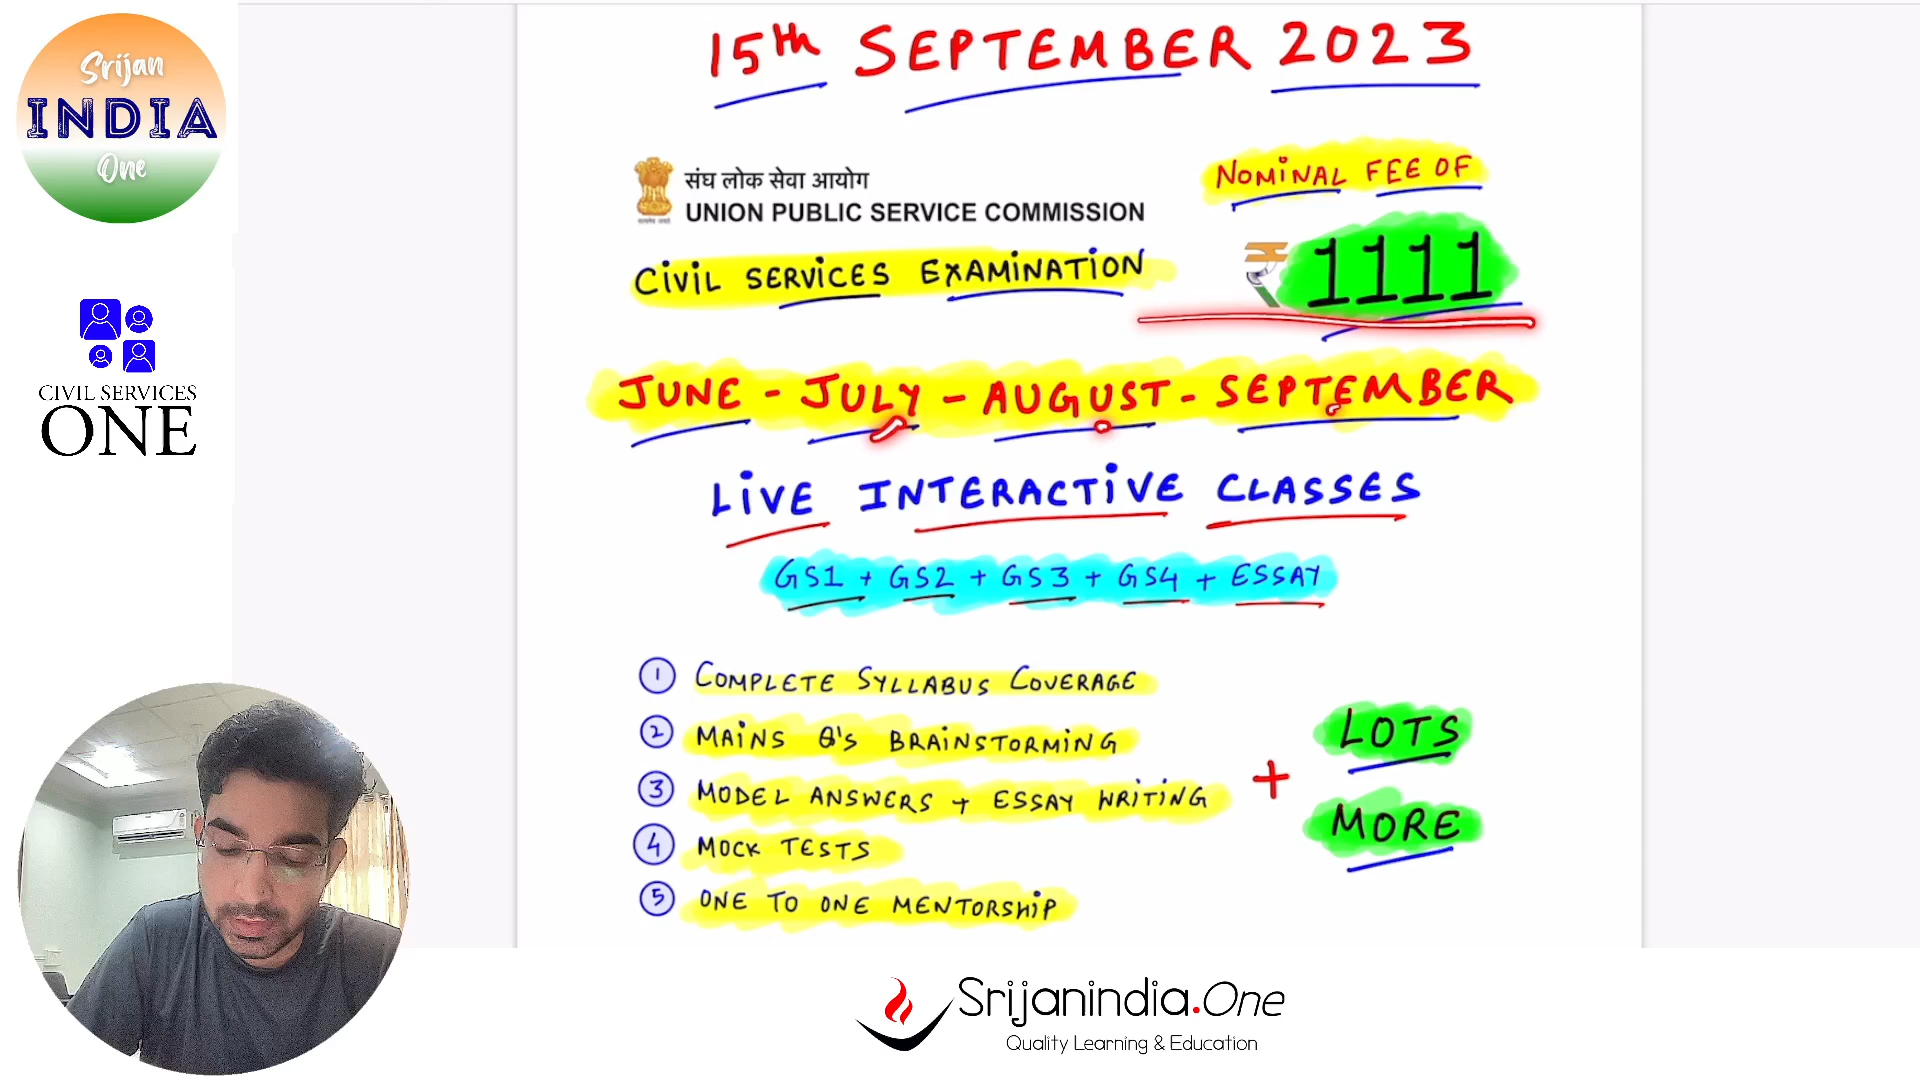 Srijan
INDIA
One
CIVIL SERVICES
ONE
15th SEPTEMBER 2023
संघ लोक सेवा आयोग
UNION PUBLIC SERVICE COMMISSION
CIVIL SERVICES EXAMINATION
NOMINAL FEE OF
₹1111
JUNE - JULY - AUGUST - SEPTEMBER
LIVE INTERACTIVE CLASSES
GS1 + GS2 + GS3 + GS4 + ESSAY
1 COMPLETE SYLLABUS COVERAGE
2 MAINS Q's BRAINSTORMING
3 MODEL ANSWERS + ESSAY WRITING
4 MOCK TESTS
5 ONE TO ONE MENTORSHIP
+ LOTS
MORE
Srijanindia.One
Quality Learning & Education